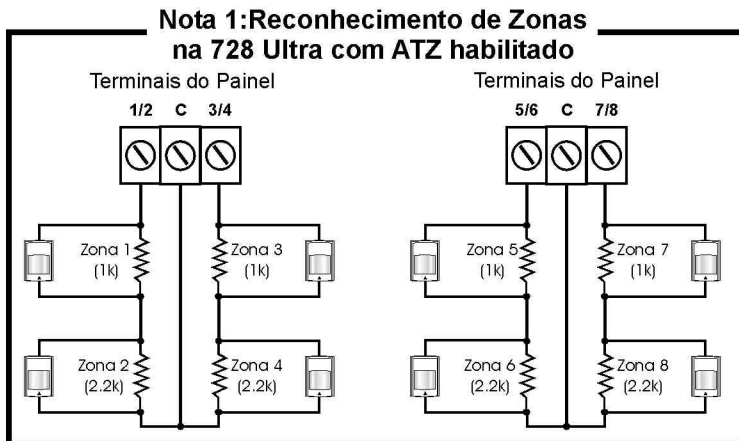 Nota 1:Reconhecimento de Zonas
na 728 Ultra com ATZ habilitado
Terminais do Painel
1/2 C 3/4
Zona 1
(1k)
Zona 3
(1k)
Zona 2
(2.2k)
Zona 4
(2.2k)
Terminais do Painel
5/6 C 7/8
Zona 5
(1k)
Zona 7
(1k)
Zona 6
(2.2k)
Zona 8
(2.2k)